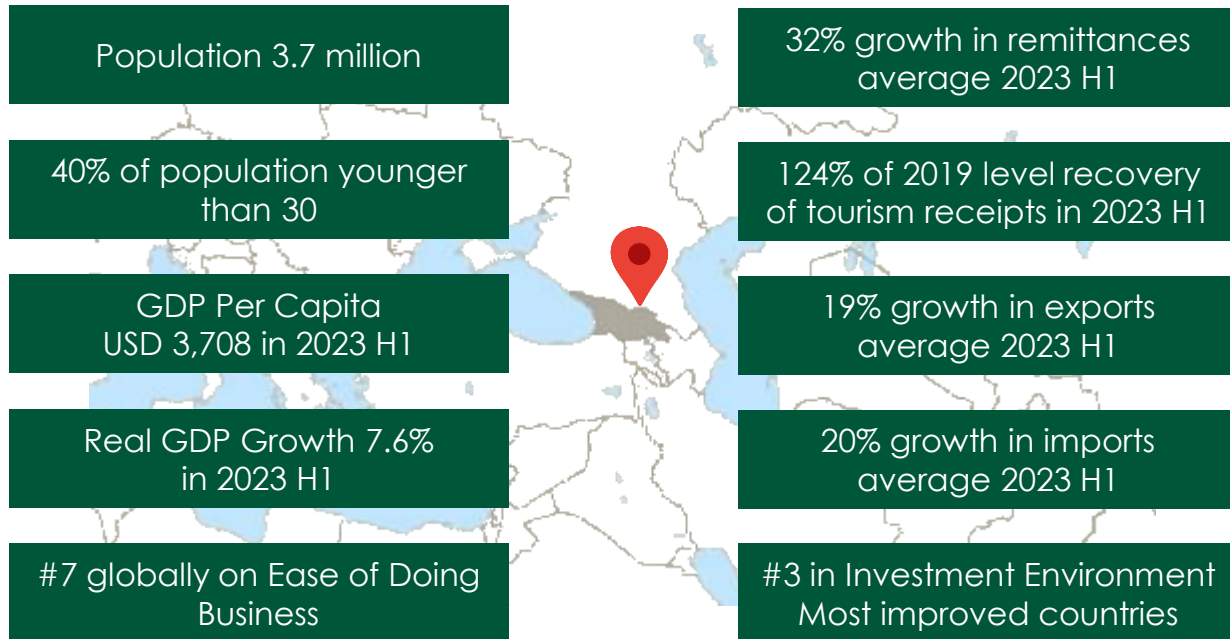 Population 3.7 million
40% of population younger
than 30
GDP Per Capita
USD 3,708 in 2023 H1
Real GDP Growth 7.6%
in 2023 H1
#7 globally on Ease of Doing
Business
32% growth in remittances
average 2023 H1
124% of 2019 level recovery
of tourism receipts in 2023 H1
19% growth in exports
average 2023 H1
20% growth in imports
average 2023 H1
#3 in Investment Environment
Most improved countries